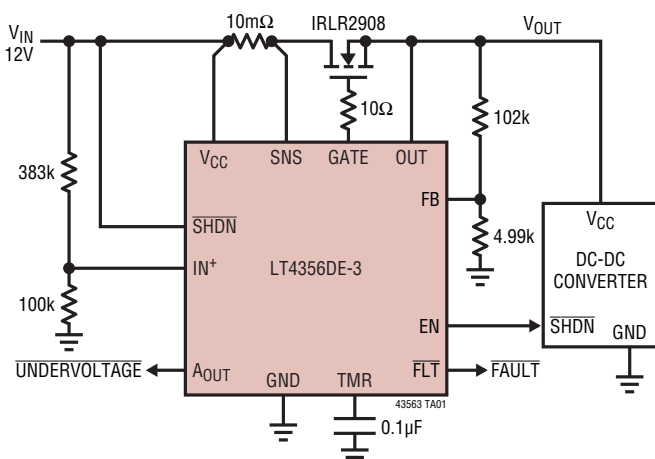 10mΩ
IRLR2908
VIN
12V
VOUT
10Ω
102k
383k
VCC
SNS
GATE
OUT
FB
4.99k
VCC
SHDN
DC-DC
CONVERTER
IN+
LT4356DE-3
100k
EN
SHDN
GND
UNDERVOLTAGE
AOUT
GND
TMR
FLT
FAULT
43563 TA01
0.1µF